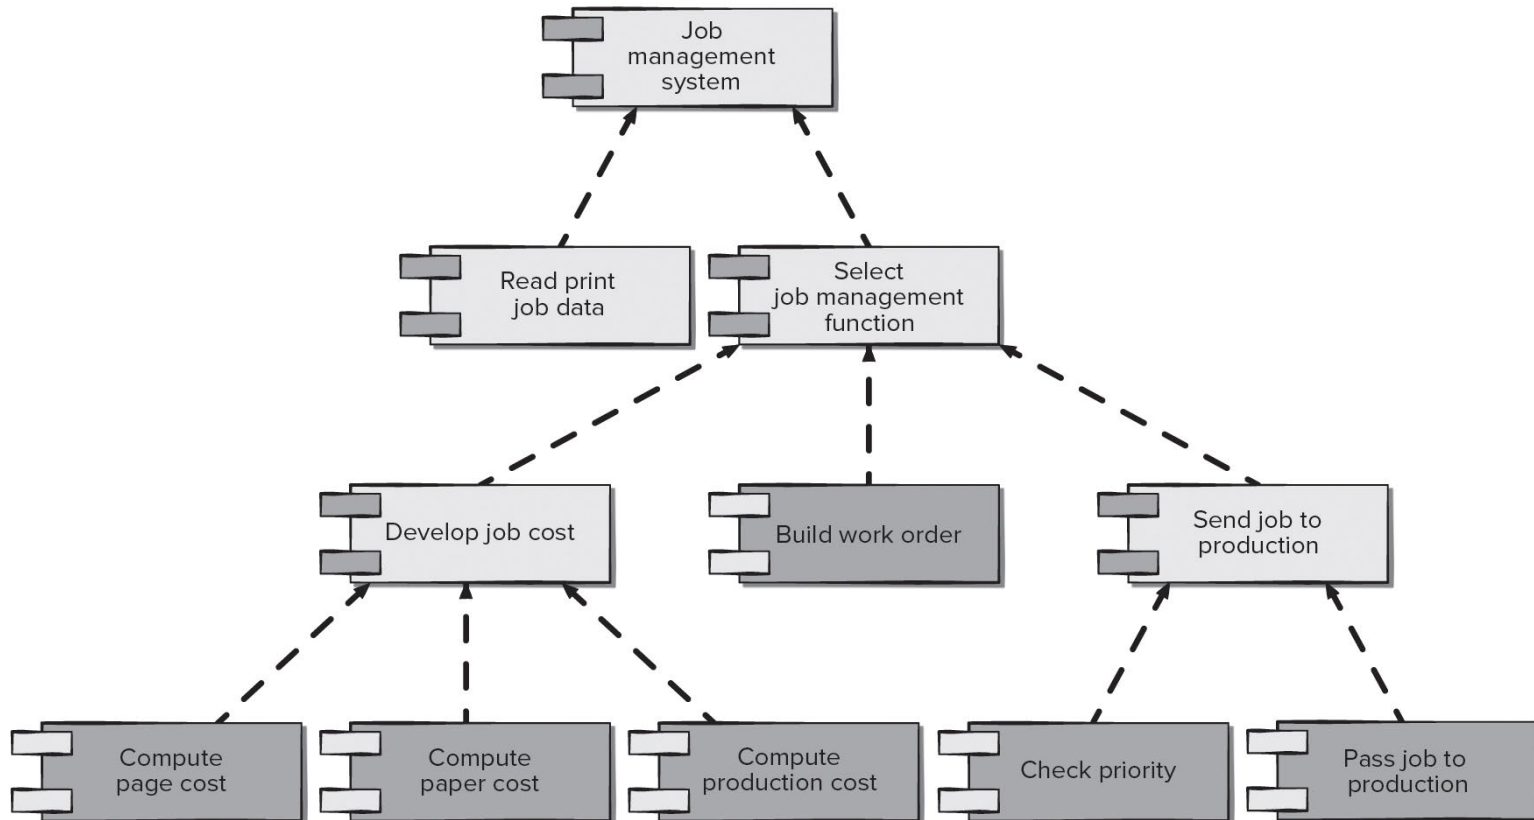 Job
management
system
Read print
job data
Select
job management
function
Develop job cost
Build work order
Send job to
production
Compute
page cost
Compute
paper cost
Compute
production cost
Check priority
Pass job to
production